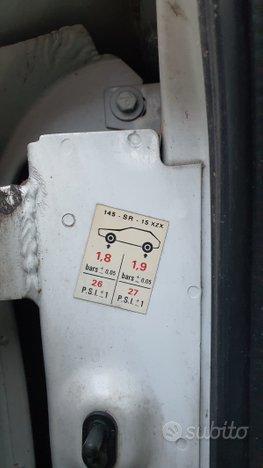 145 - SR - 15 XZX
1,8 1,9
bars ± 0,05 bars ± 0,05
26 27
P.S.I.±1 P.S.I.±1
subito